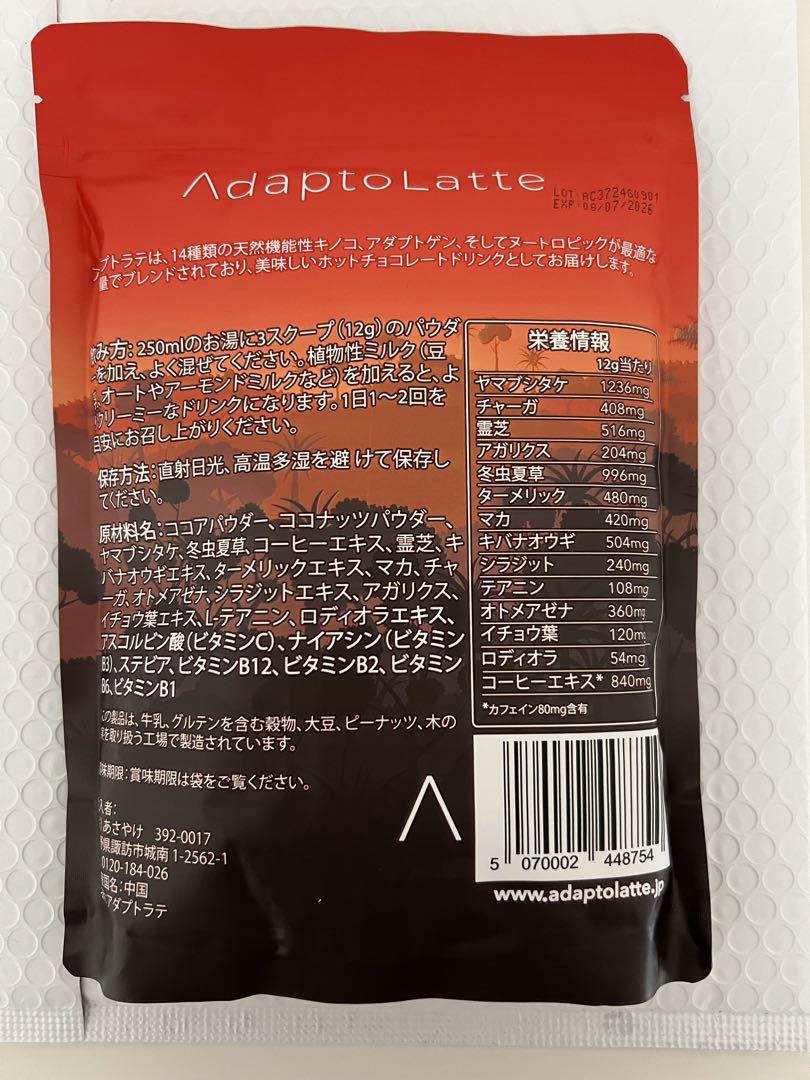 AdaptoLatte
LOT: AC372460901
EXP: 08/07/2026
プトラテは、14種類の天然機能性キノコ、アダプトゲン、そしてヌートロピックが最適な
量でブレンドされており、美味しいホットチョコレートドリンクとしてお届けします。
飲み方: 250mlのお湯に3スクープ(12g)のパウダ
ーを加え、よく混ぜてください。植物性ミルク(豆
オートやアーモンドミルクなど)を加えると、よ
りクリーミーなドリンクになります。1日1〜2回を
目安にお召し上がりください。
保存方法:直射日光、高温多湿を避 けて保存し
てください。
原材料名:ココアパウダー、ココナッツパウダー、
ヤマブシタケ、冬虫夏草、コーヒーエキス、霊芝、キ
バナオウギエキス、ターメリックエキス、マカ、チャ
ーガ、オトメアゼナ、シラジットエキス、アガリクス、
イチョウ葉エキス、L-テアニン、ロディオラエキス、
アスコルビン酸(ビタミンC)、ナイアシン(ビタミン
B3)、ステビア、ビタミンB12、ビタミンB2、ビタミン
B6、ビタミンB1
この製品は、牛乳、グルテンを含む穀物、大豆、ピーナッツ、木の
実を取り扱う工場で製造されています。
味期限:賞味期限は袋をご覧ください。
入者:
あさやけ 392-0017
県諏訪市城南1-2562-1
0120-184-026
国名:中国
アダプトラテ
栄養情報
12g当たり
ヤマブシタケ 1236mg
チャーガ 408mg
霊芝 516mg
アガリクス 204mg
冬虫夏草 996mg
ターメリック 480mg
マカ 420mg
キバナオウギ 504mg
シラジット 240mg
テアニン 108mg
オトメアゼナ 360mg
イチョウ葉 120mg
ロディオラ 54mg
コーヒーエキス* 840mg
*カフェイン80mg含有
5 070002 448754
www.adaptolatte.jp